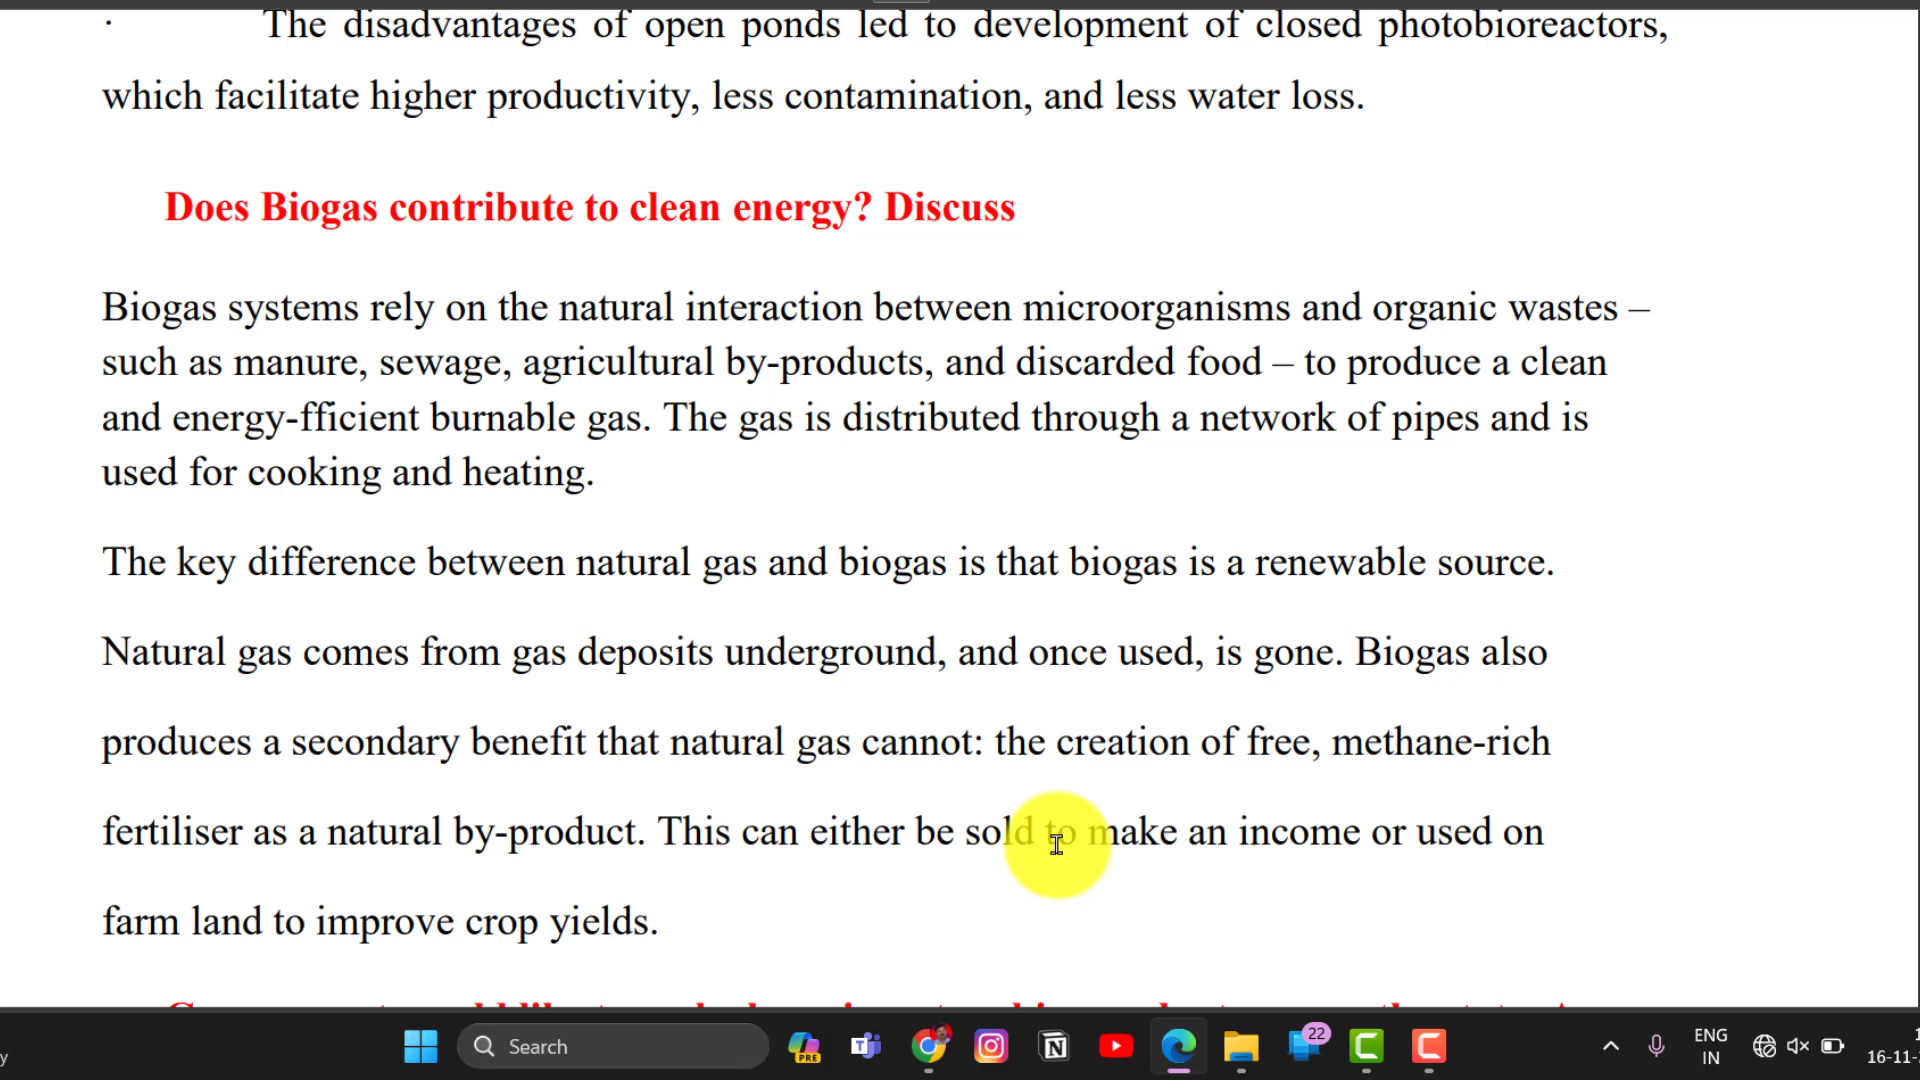 · The disadvantages of open ponds led to development of closed photobioreactors,
which facilitate higher productivity, less contamination, and less water loss.
Does Biogas contribute to clean energy? Discuss
Biogas systems rely on the natural interaction between microorganisms and organic wastes –
such as manure, sewage, agricultural by-products, and discarded food – to produce a clean
and energy-fficient burnable gas. The gas is distributed through a network of pipes and is
used for cooking and heating.
The key difference between natural gas and biogas is that biogas is a renewable source.
Natural gas comes from gas deposits underground, and once used, is gone. Biogas also
produces a secondary benefit that natural gas cannot: the creation of free, methane-rich
fertiliser as a natural by-product. This can either be sold to make an income or used on
farm land to improve crop yields.
Search
PRE
22
ENG
IN
16-11-